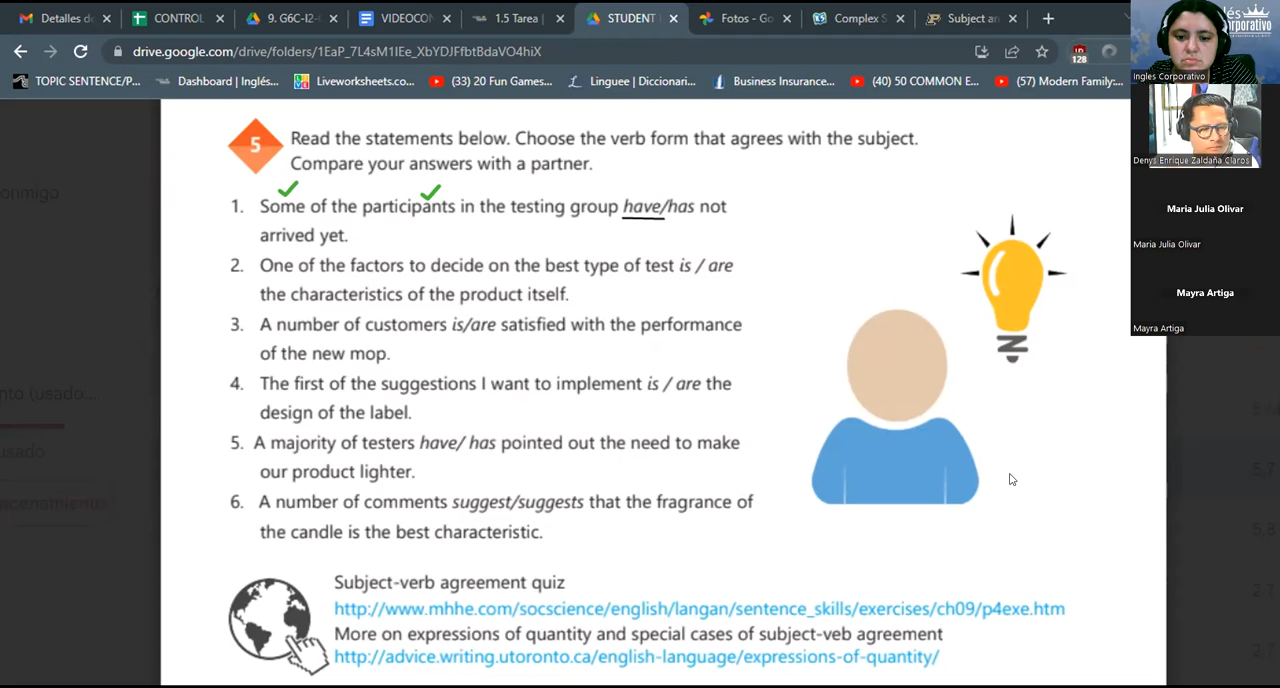 Detalles de
CONTROL
9. G6C-I2-
VIDEOCON
1.5 Tarea |
STUDENT
Fotos - Go
Complex S
Subject an
drive.google.com/drive/folders/1EaP_7L4sM1IEe_XbYDJFfbtBdaVO4hiX
128
TOPIC SENTENCE/P...
Dashboard | Inglés...
Liveworksheets.co...
(33) 20 Fun Games...
Linguee | Diccionari...
Business Insurance...
(40) 50 COMMON E...
(57) Modern Family:...
Corporativo
Ingles Corporativo
Denys Enrique Zaldaña Claros
Maria Julia Olivar
Maria Julia Olivar
Mayra Artiga
Mayra Artiga
onmigo
nto (usado...
usado
cenamiento
5 Read the statements below. Choose the verb form that agrees with the subject.
Compare your answers with a partner.
1. Some of the participants in the testing group have/has not
arrived yet.
2. One of the factors to decide on the best type of test is / are
the characteristics of the product itself.
3. A number of customers is/are satisfied with the performance
of the new mop.
4. The first of the suggestions I want to implement is / are the
design of the label.
5. A majority of testers have/ has pointed out the need to make
our product lighter.
6. A number of comments suggest/suggests that the fragrance of
the candle is the best characteristic.
Subject-verb agreement quiz
http://www.mhhe.com/socscience/english/langan/sentence_skills/exercises/ch09/p4exe.htm
More on expressions of quantity and special cases of subject-veb agreement
http://advice.writing.utoronto.ca/english-language/expressions-of-quantity/